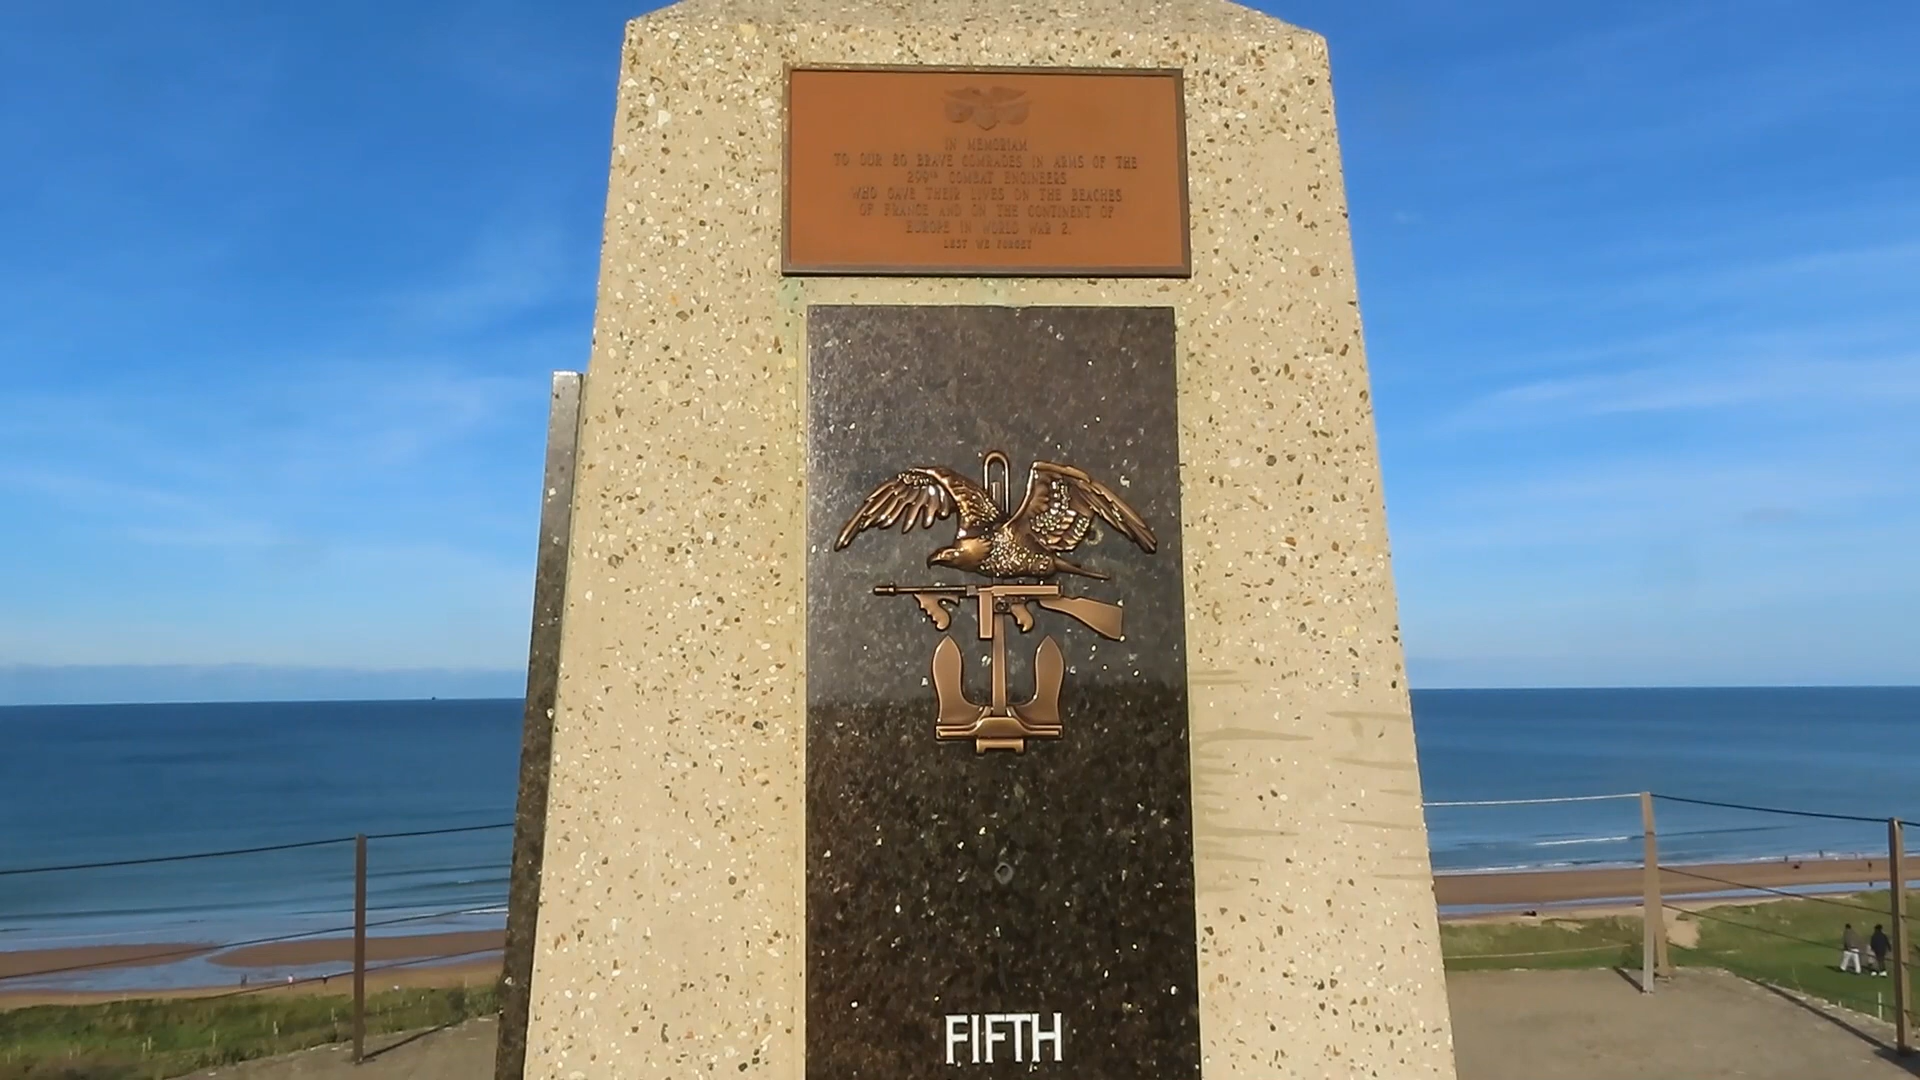 IN MEMORIAM
TO OUR 80 BRAVE COMRADES IN ARMS OF THE
299TH COMBAT ENGINEERS
WHO GAVE THEIR LIVES ON THE BEACHES
OF FRANCE AND ON THE CONTINENT OF
EUROPE IN WORLD WAR 2.
LEST WE FORGET
FIFTH